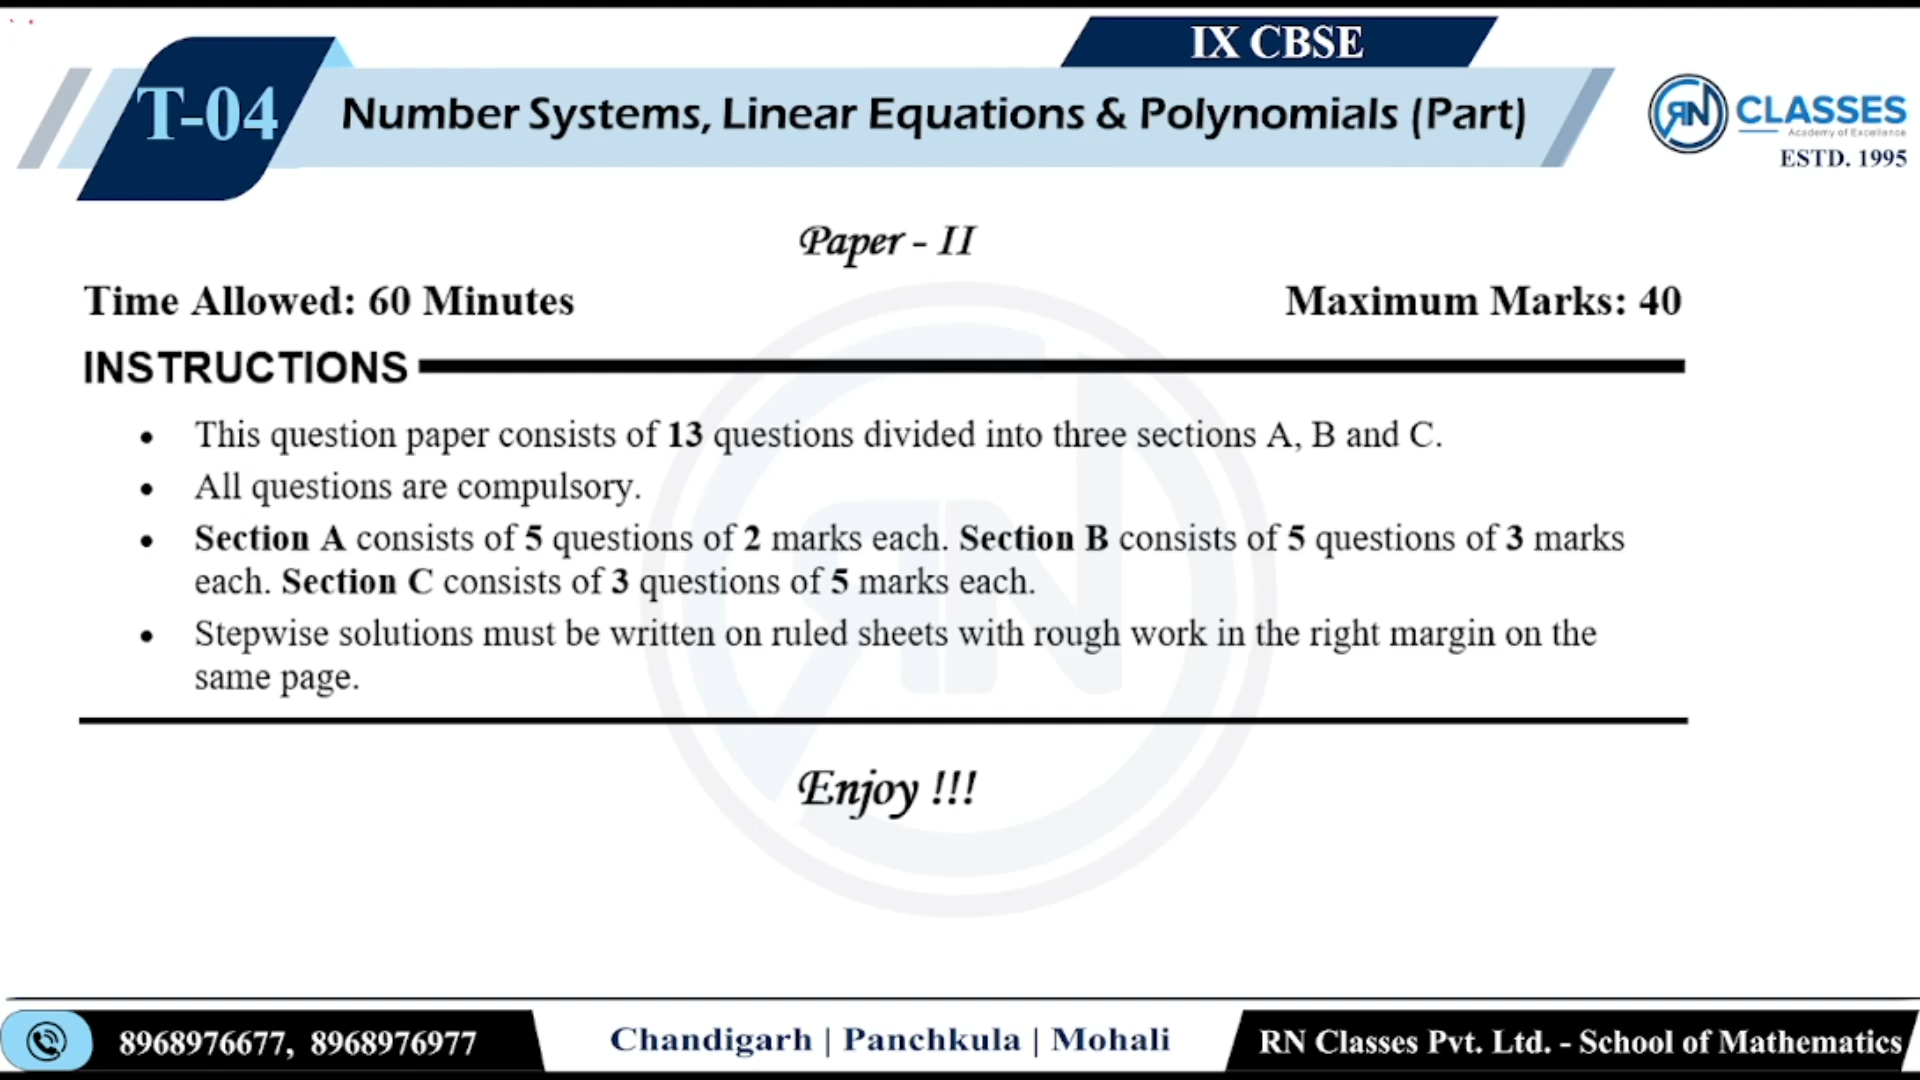 IX CBSE
T-04
Number Systems, Linear Equations & Polynomials (Part)
RN CLASSES
Academy of Excellence
ESTD. 1995
Paper - II
Time Allowed: 60 Minutes
Maximum Marks: 40
INSTRUCTIONS
• This question paper consists of 13 questions divided into three sections A, B and C.
• All questions are compulsory.
• Section A consists of 5 questions of 2 marks each. Section B consists of 5 questions of 3 marks
each. Section C consists of 3 questions of 5 marks each.
• Stepwise solutions must be written on ruled sheets with rough work in the right margin on the
same page.
RN
Enjoy !!!
8968976677, 8968976977
Chandigarh | Panchkula | Mohali
RN Classes Pvt. Ltd. - School of Mathematics